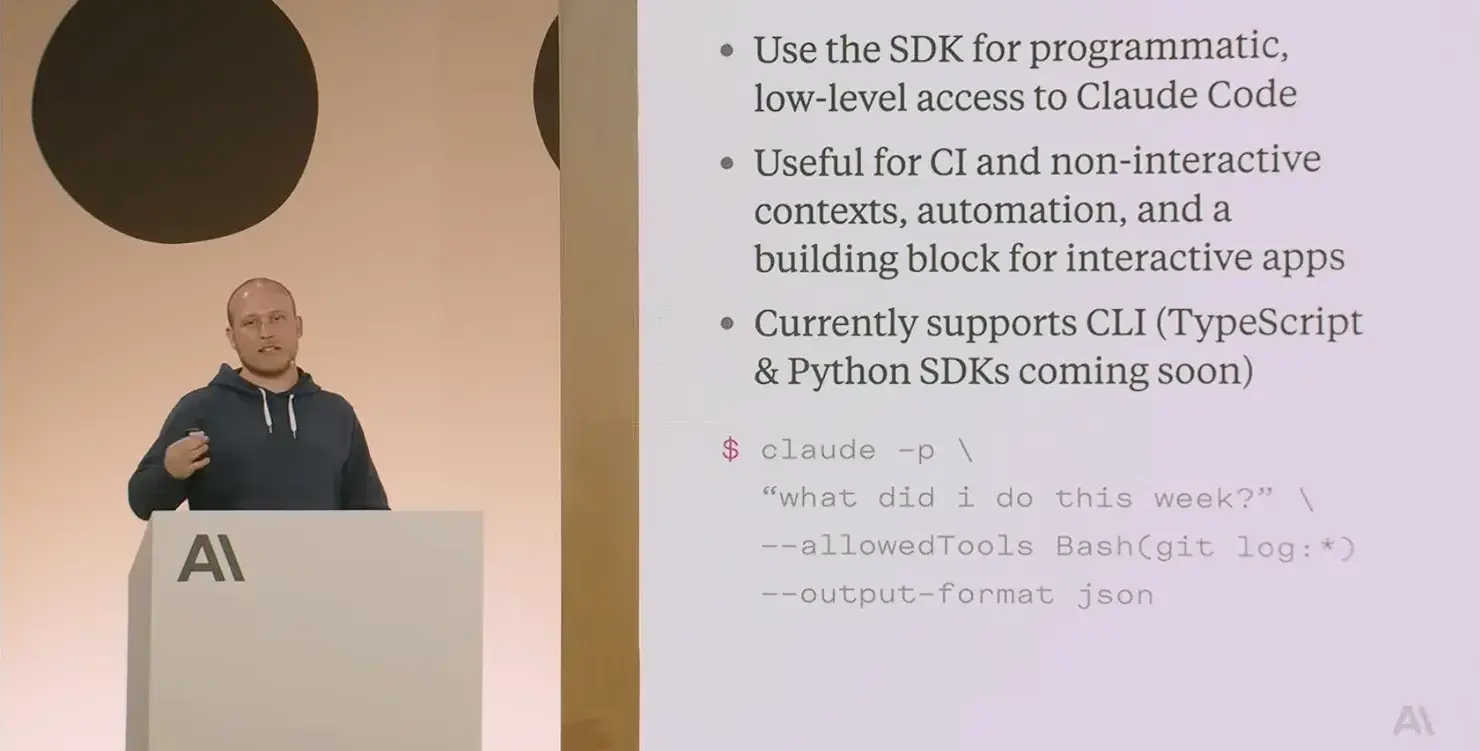 • Use the SDK for programmatic,
low-level access to Claude Code
• Useful for CI and non-interactive
contexts, automation, and a
building block for interactive apps
• Currently supports CLI (TypeScript
& Python SDKs coming soon)
$ claude -p \
“what did i do this week?” \
--allowedTools Bash(git log:*)
--output-format json
A\
A\